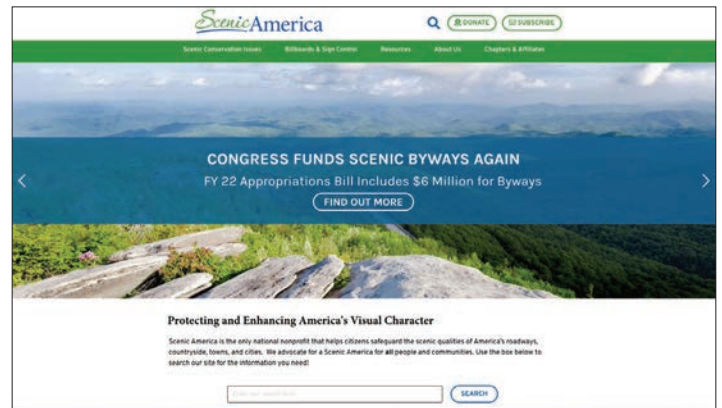 Scenic America
DONATE SUBSCRIBE
Scenic Conservation Issues Billboards & Sign Control Resources About Us Chapters & Affiliates
CONGRESS FUNDS SCENIC BYWAYS AGAIN
FY 22 Appropriations Bill Includes $6 Million for Byways
FIND OUT MORE
Protecting and Enhancing America's Visual Character
Scenic America is the only national nonprofit that helps citizens safeguard the scenic qualities of America's roadways,
countryside, towns, and cities. We advocate for a Scenic America for all people and communities. Use the box below to
search our site for the information you need!
SEARCH